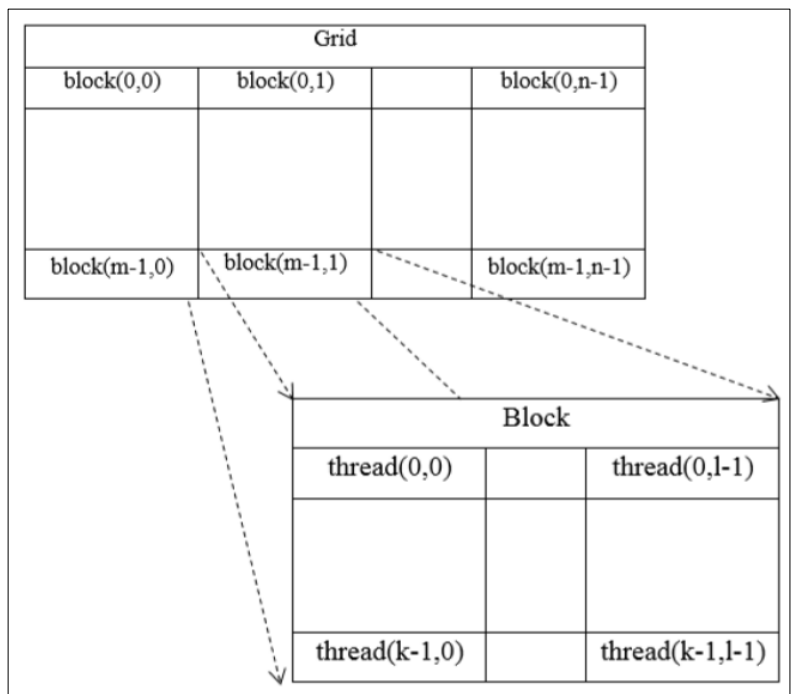 Grid
block(0,0) block(0,1) block(0,n-1)
block(m-1,0) block(m-1,1) block(m-1,n-1)
Block
thread(0,0) thread(0,l-1)
thread(k-1,0) thread(k-1,l-1)